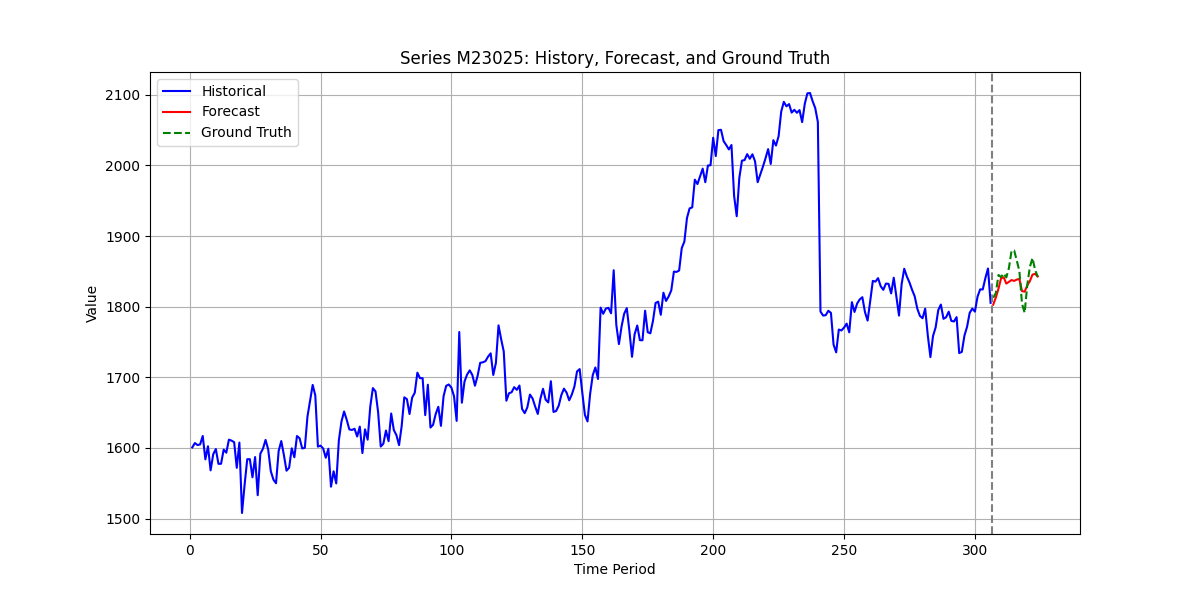 Series M23025: History, Forecast, and Ground Truth
Historical
Forecast
Ground Truth
2100
2000
1900
1800
1700
1600
1500
Value
0 50 100 150 200 250 300
Time Period